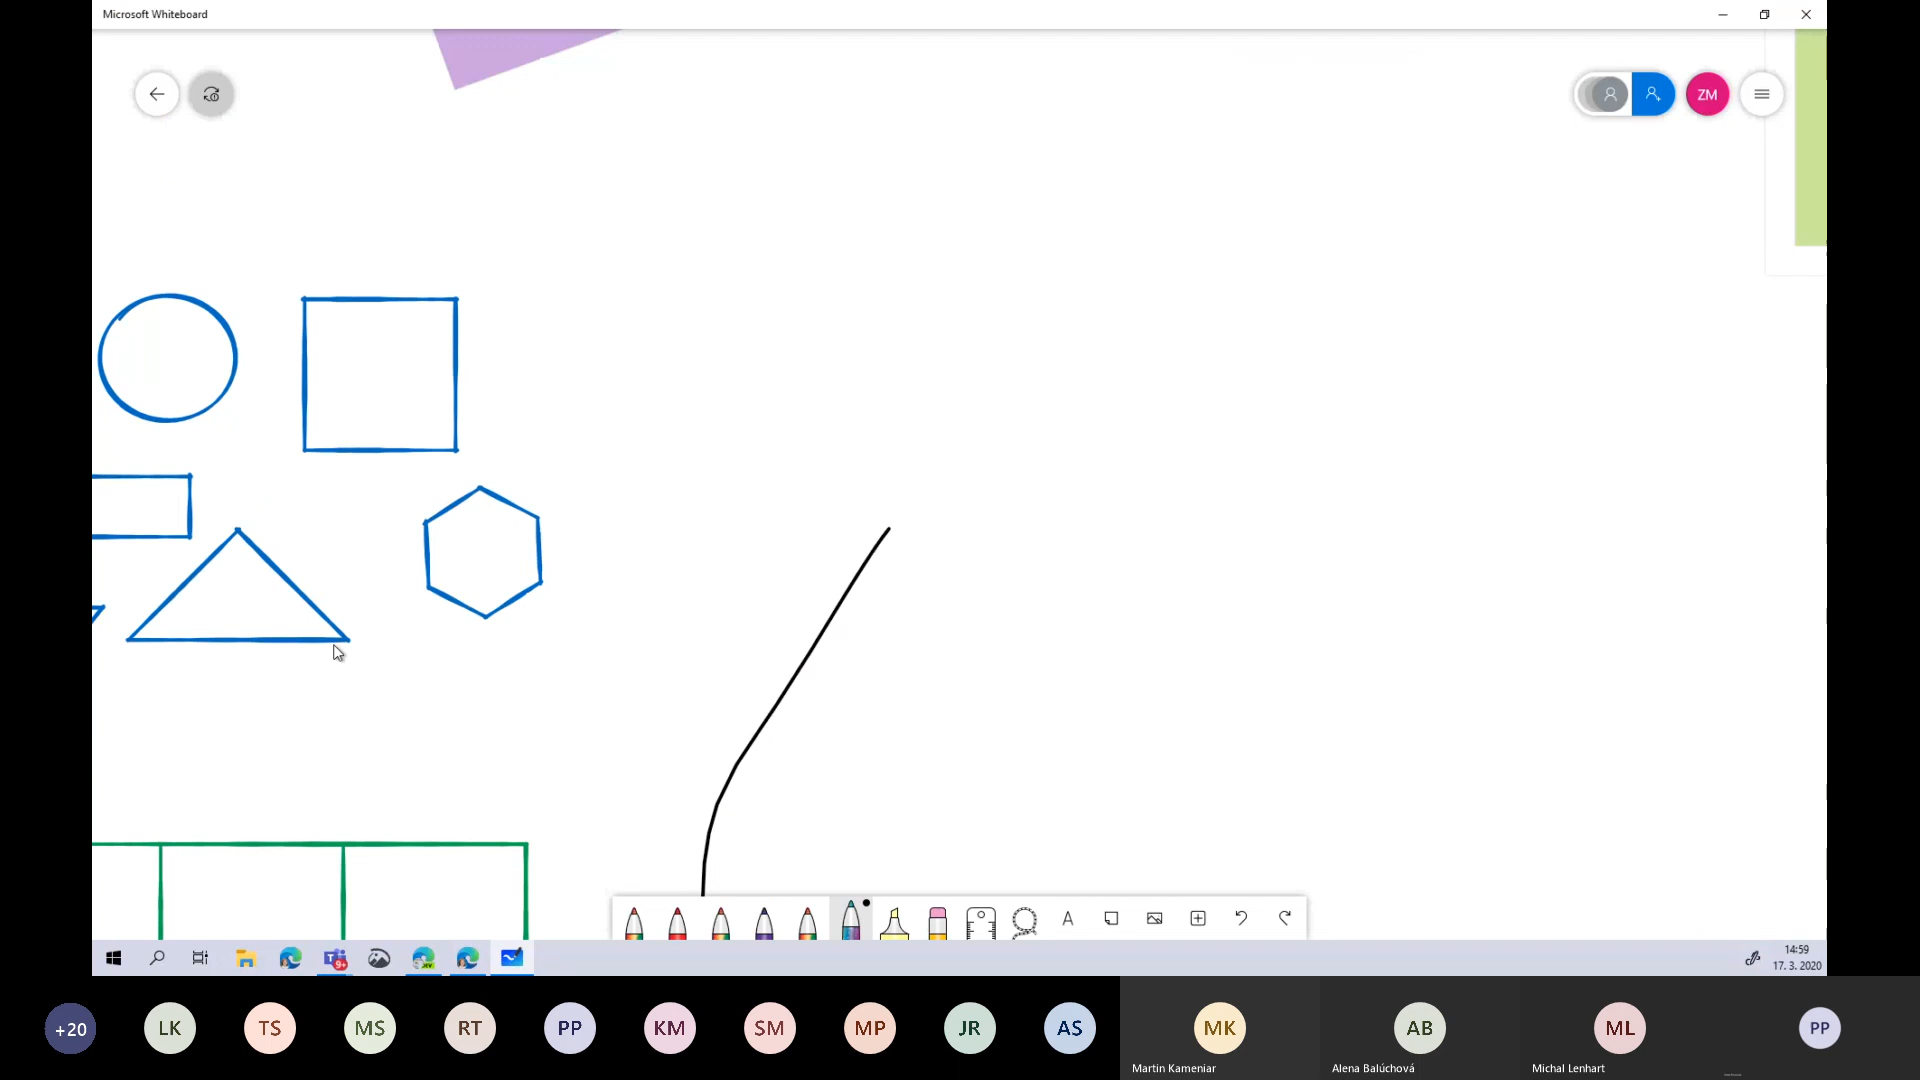 Microsoft Whiteboard
ZM
A
9+
14:59
17. 3. 2020
+20
LK
TS
MS
RT
PP
KM
SM
MP
JR
AS
MK
AB
ML
PP
Martin Kameniar
Alena Balúchová
Michal Lenhart